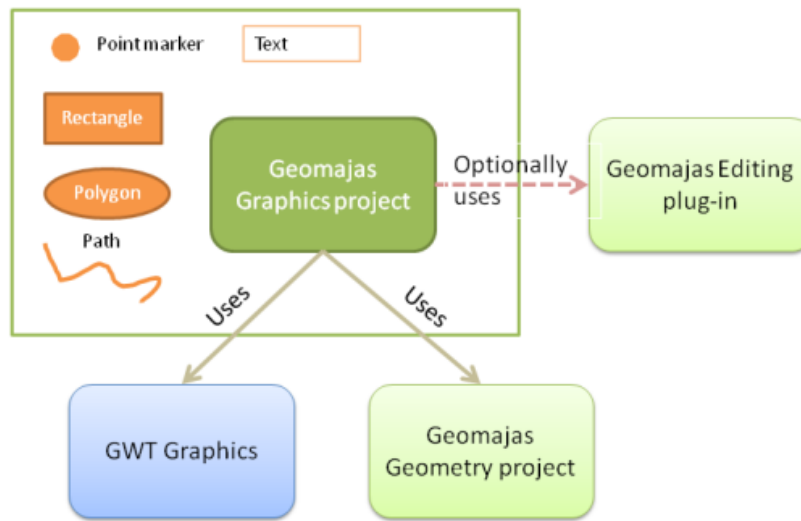 Point marker
Text
Rectangle
Polygon
Path
Geomajas
Graphics project
Optionally
uses
Geomajas Editing
plug-in
Uses
Uses
GWT Graphics
Geomajas
Geometry project